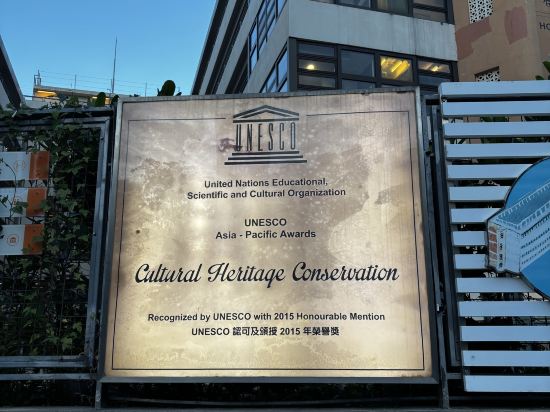 UNESCO
United Nations Educational,
Scientific and Cultural Organization
UNESCO
Asia - Pacific Awards
Cultural Heritage Conservation
Recognized by UNESCO with 2015 Honourable Mention
UNESCO 認可及頒授 2015 年榮譽獎